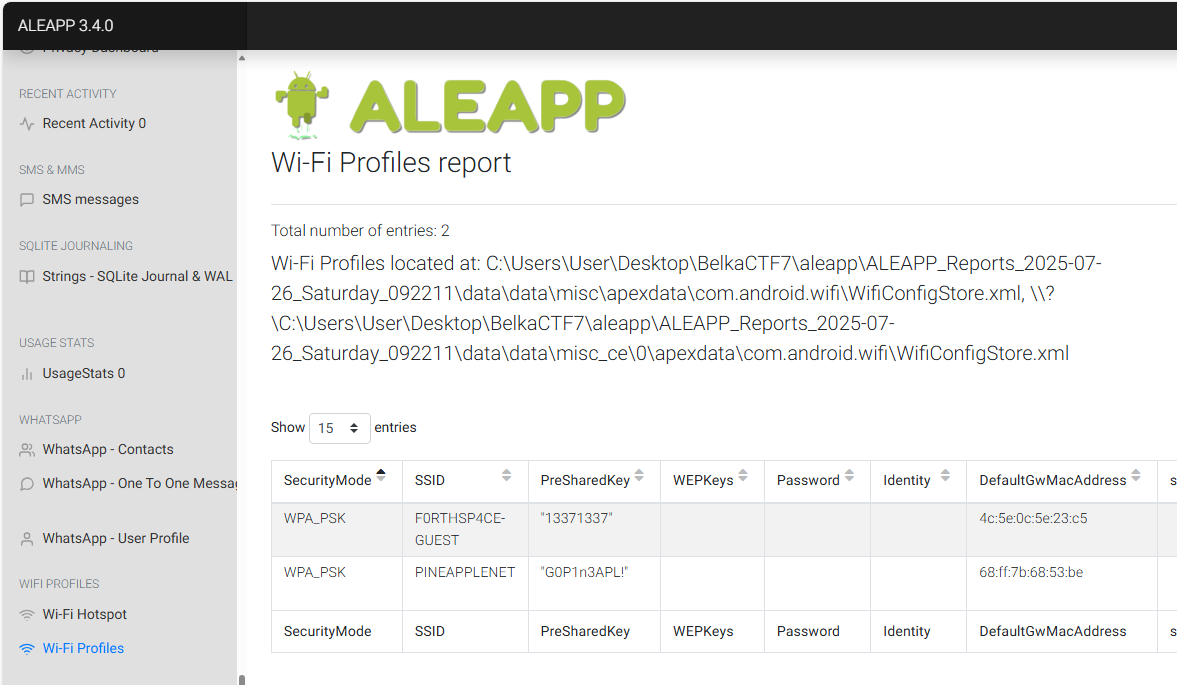 ALEAPP 3.4.0
Privacy Dashboard
RECENT ACTIVITY
Recent Activity 0
SMS & MMS
SMS messages
SQLITE JOURNALING
Strings - SQLite Journal & WAL
USAGE STATS
UsageStats 0
WHATSAPP
WhatsApp - Contacts
WhatsApp - One To One Messag
WhatsApp - User Profile
WIFI PROFILES
Wi-Fi Hotspot
Wi-Fi Profiles
ALEAPP
Wi-Fi Profiles report
Total number of entries: 2
Wi-Fi Profiles located at: C:\Users\User\Desktop\BelkaCTF7\aleapp\ALEAPP_Reports_2025-07-
26_Saturday_092211\data\data\misc\apexdata\com.android.wifi\WifiConfigStore.xml, \\?
\C:\Users\User\Desktop\BelkaCTF7\aleapp\ALEAPP_Reports_2025-07-
26_Saturday_092211\data\data\misc_ce\0\apexdata\com.android.wifi\WifiConfigStore.xml
Show 15 entries
SecurityMode SSID PreSharedKey WEPKeys Password Identity DefaultGwMacAddress s
WPA_PSK F0RTHSP4CE- "13371337" 4c:5e:0c:5e:23:c5
GUEST
WPA_PSK PINEAPPLENET "G0P1n3APL!" 68:ff:7b:68:53:be
SecurityMode SSID PreSharedKey WEPKeys Password Identity DefaultGwMacAddress s